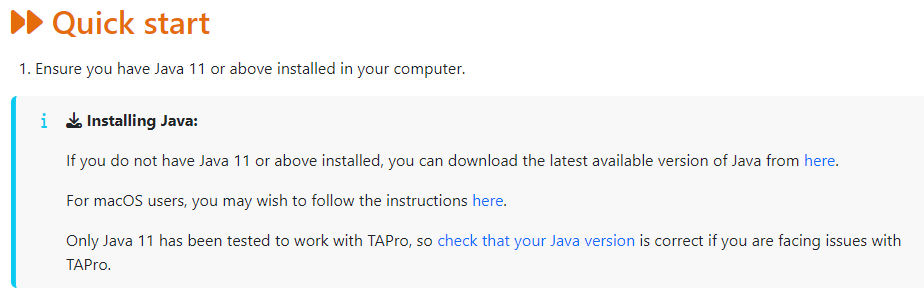 Quick start
1. Ensure you have Java 11 or above installed in your computer.
Installing Java:
If you do not have Java 11 or above installed, you can download the latest available version of Java from here.
For macOS users, you may wish to follow the instructions here.
Only Java 11 has been tested to work with TAPro, so check that your Java version is correct if you are facing issues with
TAPro.